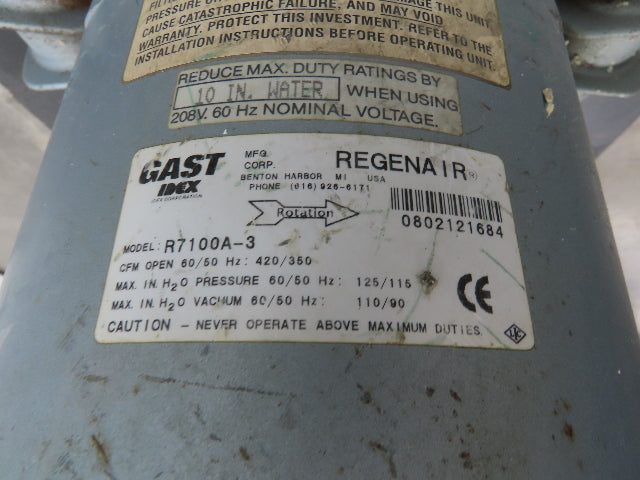 PRESSURE OR
THIS UNIT
CAUSE CATASTROPHIC FAILURE, AND MAY VOID
WARRANTY. PROTECT THIS INVESTMENT. REFER TO THE
INSTALLATION INSTRUCTIONS BEFORE OPERATING UNIT.
REDUCE MAX. DUTY RATINGS BY
10 IN. WATER WHEN USING
208V. 60 Hz NOMINAL VOLTAGE.
GAST MFG. CORP. REGENAIR®
IDEX
BENTON HARBOR MI USA
PHONE (616) 926-6171
Rotation
0802121684
MODEL: R7100A-3
CFM OPEN 60/50 Hz: 420/350
MAX. IN. H2O PRESSURE 60/50 Hz: 125/115
MAX. IN. H2O VACUUM 60/50 Hz: 110/90
CE
CAUTION - NEVER OPERATE ABOVE MAXIMUM DUTIES.